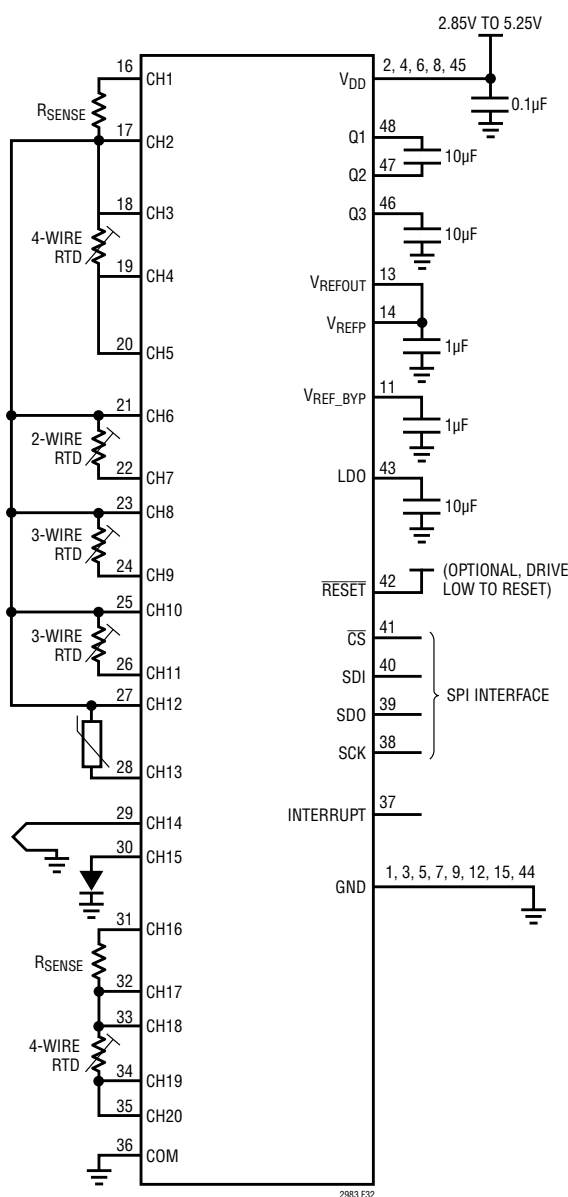 2.85V TO 5.25V
16 CH1
RSENSE
17 CH2
18 CH3
4-WIRE
RTD
19 CH4
20 CH5
21 CH6
2-WIRE
RTD
22 CH7
23 CH8
3-WIRE
RTD
24 CH9
25 CH10
3-WIRE
RTD
26 CH11
27 CH12
28 CH13
29 CH14
30 CH15
31 CH16
RSENSE
32 CH17
33 CH18
4-WIRE
RTD
34 CH19
35 CH20
36 COM
VDD 2, 4, 6, 8, 45
0.1µF
Q1 48
10µF
Q2 47
Q3 46
10µF
VREFOUT 13
VREFP 14
1µF
VREF_BYP 11
1µF
LDO 43
10µF
RESET 42
(OPTIONAL, DRIVE
LOW TO RESET)
CS 41
SDI 40
SPI INTERFACE
SDO 39
SCK 38
INTERRUPT 37
GND 1, 3, 5, 7, 9, 12, 15, 44
2983 F32